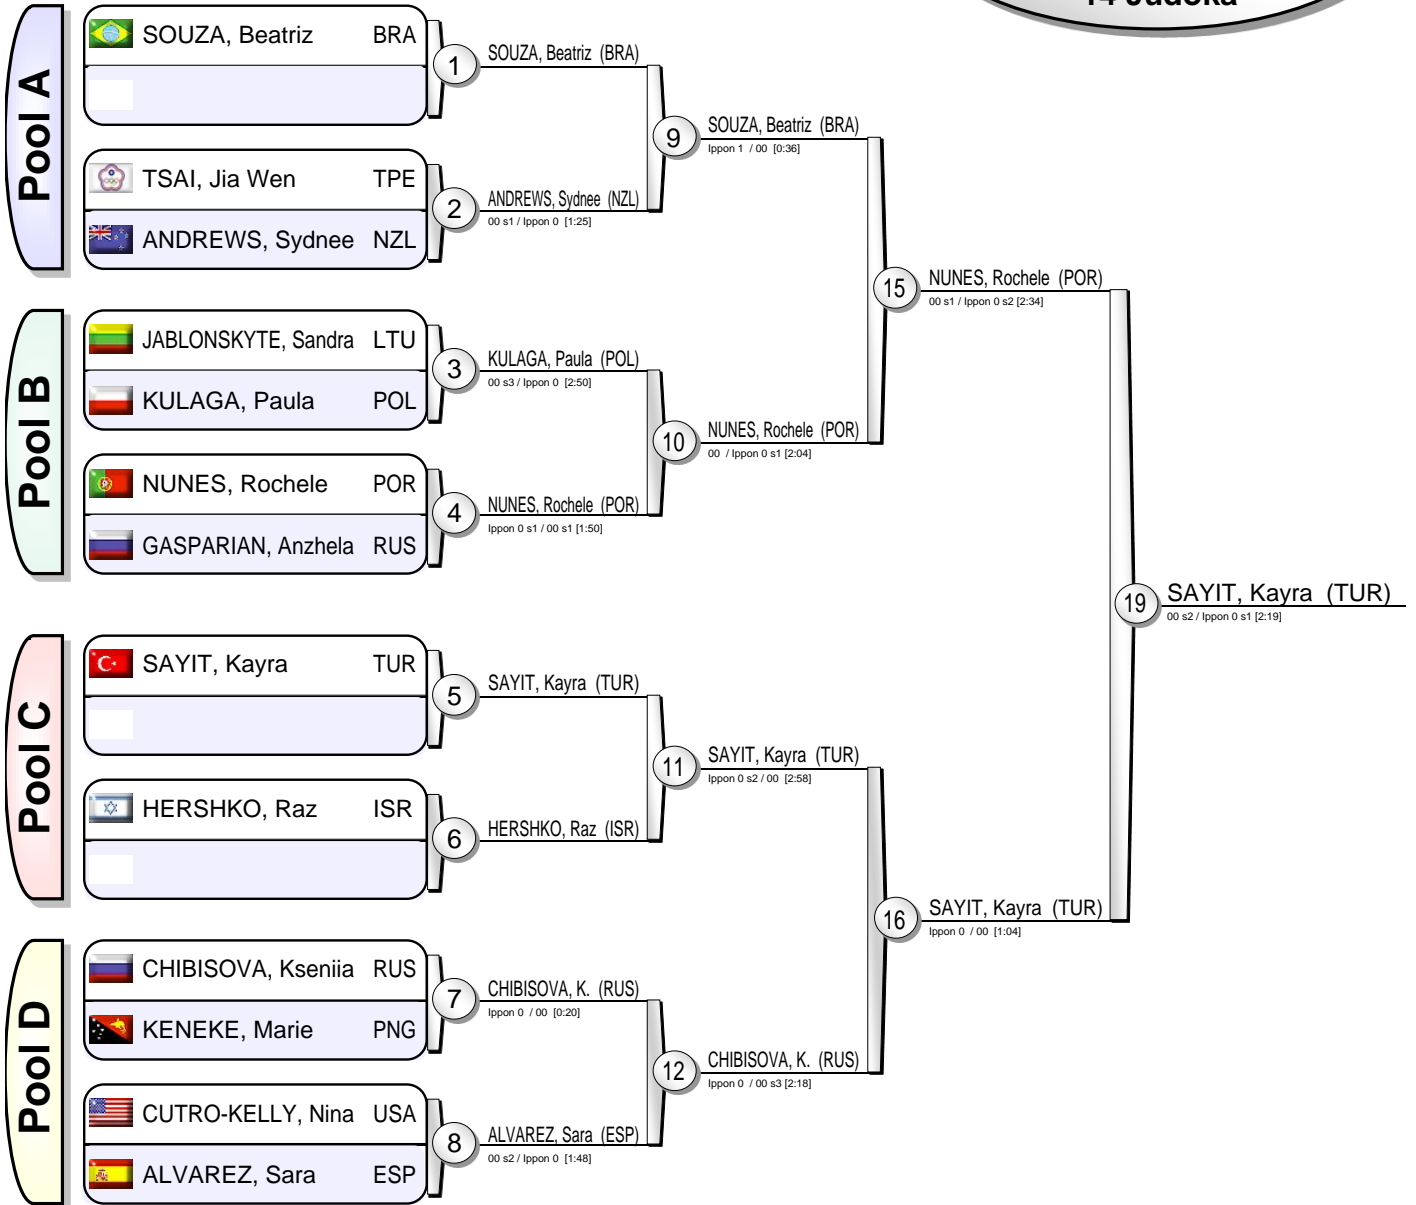 14 Judoka
Pool A
SOUZA, Beatriz BRA
1
SOUZA, Beatriz (BRA)
TSAI, Jia Wen TPE
ANDREWS, Sydnee NZL
2
ANDREWS, Sydnee (NZL)
00 s1 / Ippon 0 [1:25]
9
SOUZA, Beatriz (BRA)
Ippon 1 / 00 [0:36]
Pool B
JABLONSKYTE, Sandra LTU
KULAGA, Paula POL
3
KULAGA, Paula (POL)
00 s3 / Ippon 0 [2:50]
NUNES, Rochele POR
GASPARIAN, Anzhela RUS
4
NUNES, Rochele (POR)
Ippon 0 s1 / 00 s1 [1:50]
10
NUNES, Rochele (POR)
00 / Ippon 0 s1 [2:04]
15
NUNES, Rochele (POR)
00 s1 / Ippon 0 s2 [2:34]
Pool C
SAYIT, Kayra TUR
5
SAYIT, Kayra (TUR)
HERSHKO, Raz ISR
6
HERSHKO, Raz (ISR)
11
SAYIT, Kayra (TUR)
Ippon 0 s2 / 00 [2:58]
Pool D
CHIBISOVA, Kseniia RUS
KENEKE, Marie PNG
7
CHIBISOVA, K. (RUS)
Ippon 0 / 00 [0:20]
CUTRO-KELLY, Nina USA
ALVAREZ, Sara ESP
8
ALVAREZ, Sara (ESP)
00 s2 / Ippon 0 [1:48]
12
CHIBISOVA, K. (RUS)
Ippon 0 / 00 s3 [2:18]
16
SAYIT, Kayra (TUR)
Ippon 0 / 00 [1:04]
19
SAYIT, Kayra (TUR)
00 s2 / Ippon 0 s1 [2:19]